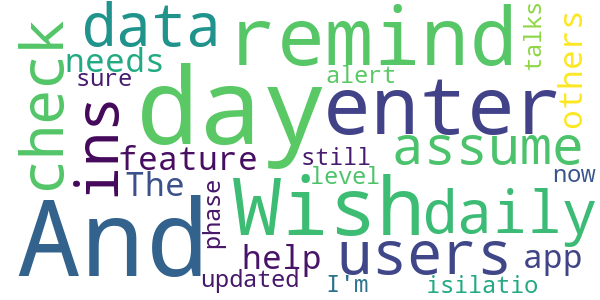 data
remind
talks
others
check
needs
sure
alert
day
enter
ins
assume
feature
still
The
level
now
And
phase
Wish
daily
help
users
app
updated
I'm
isilatio